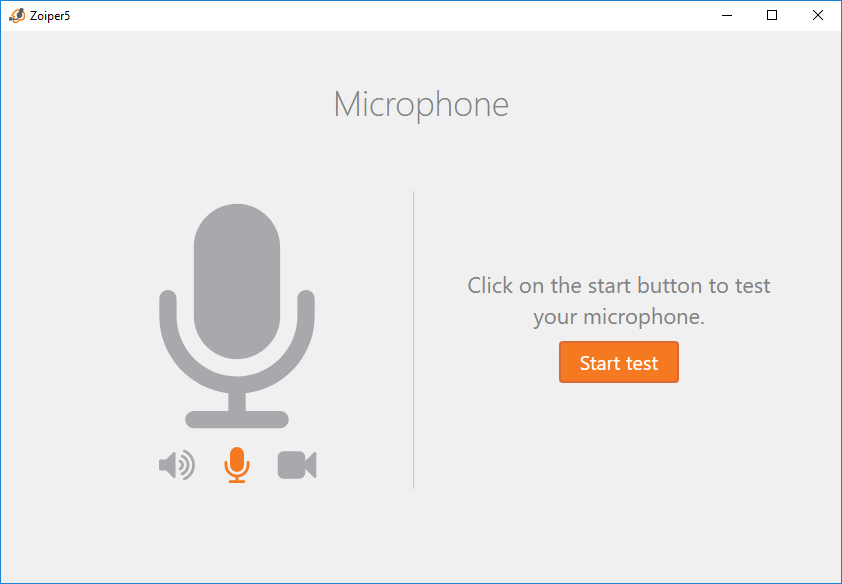 Zoiper5
Microphone
Click on the start button to test
your microphone.
Start test